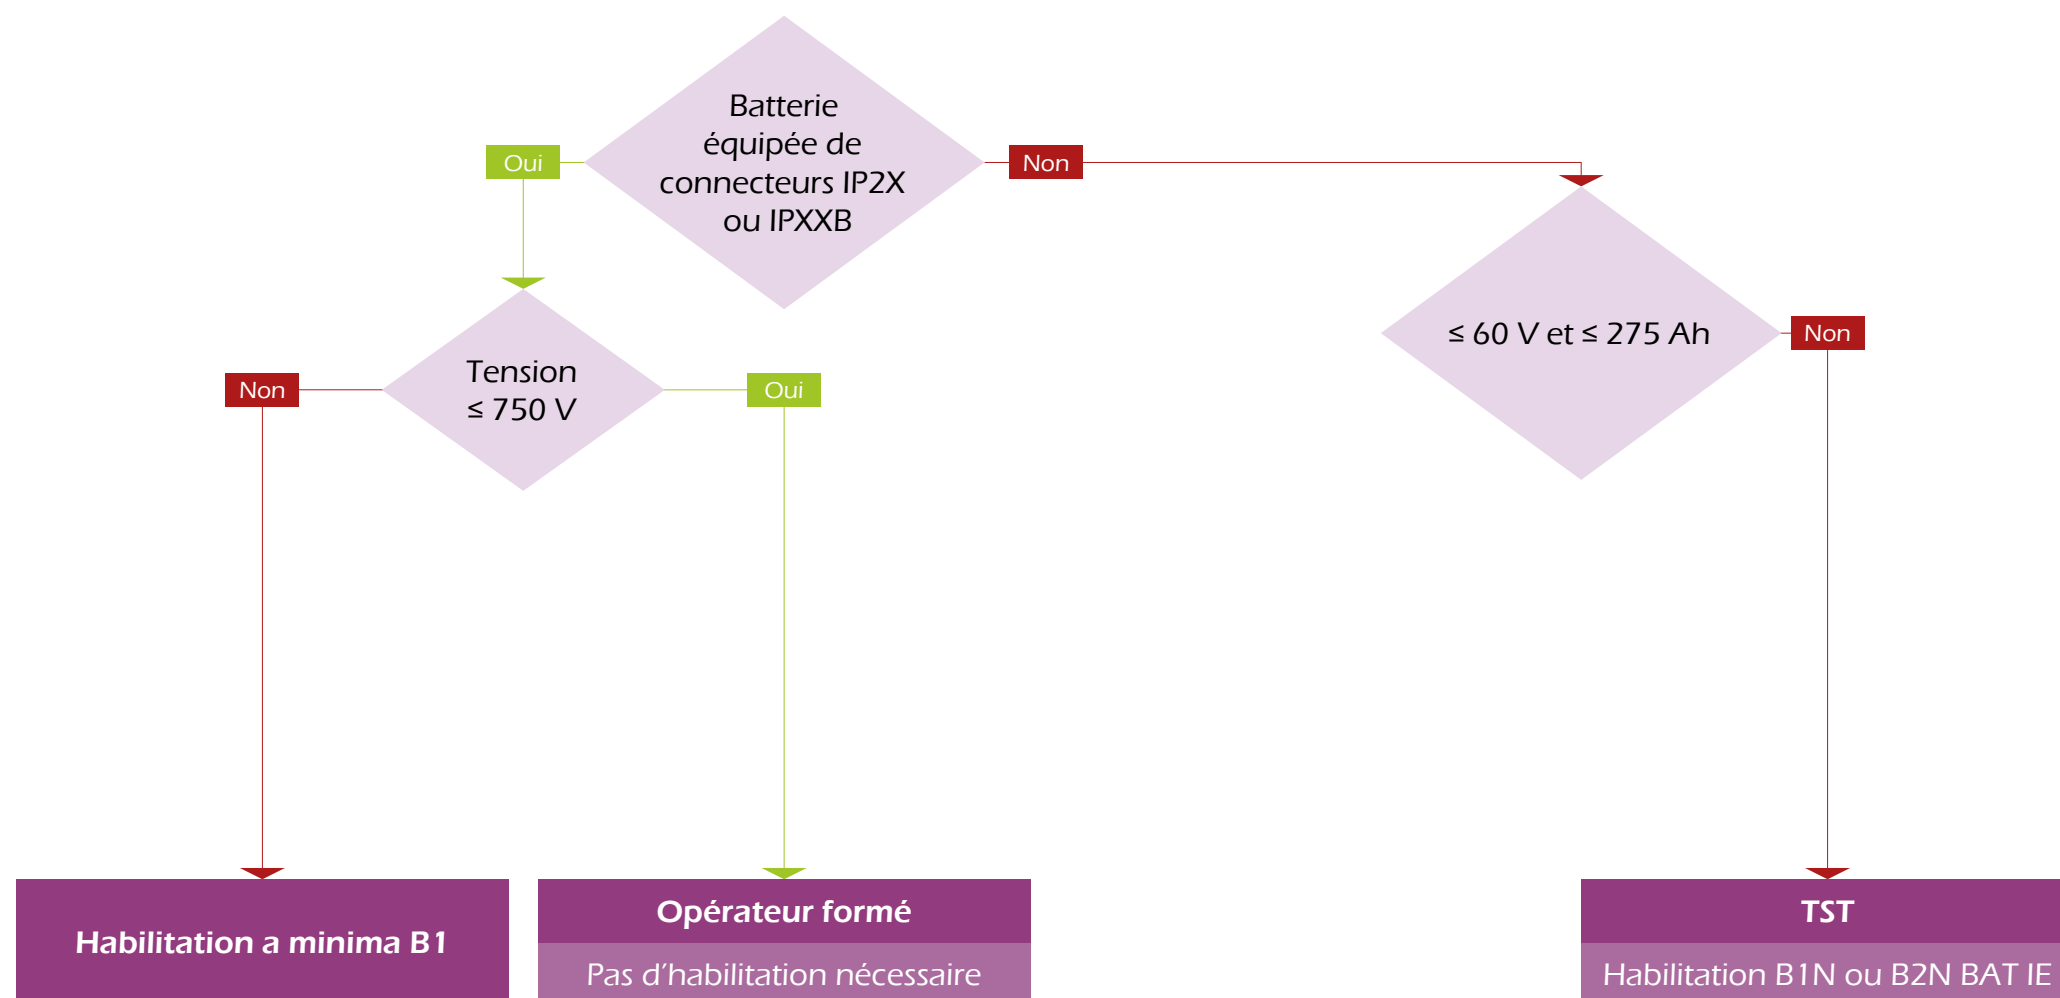 Batterie
équipée de
connecteurs IP2X
ou IPXXB
Oui
Non
Tension
≤ 750 V
Non
Oui
≤ 60 V et ≤ 275 Ah
Non
Habilitation a minima B1
Opérateur formé
Pas d’habilitation nécessaire
TST
Habilitation B1N ou B2N BAT IE